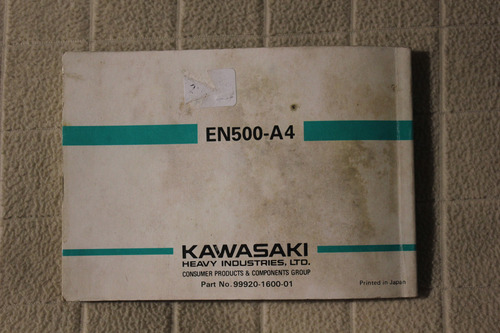 EN500-A4
KAWASAKI
HEAVY INDUSTRIES, LTD.
CONSUMER PRODUCTS & COMPONENTS GROUP
Part No. 99920-1600-01
Printed in Japan